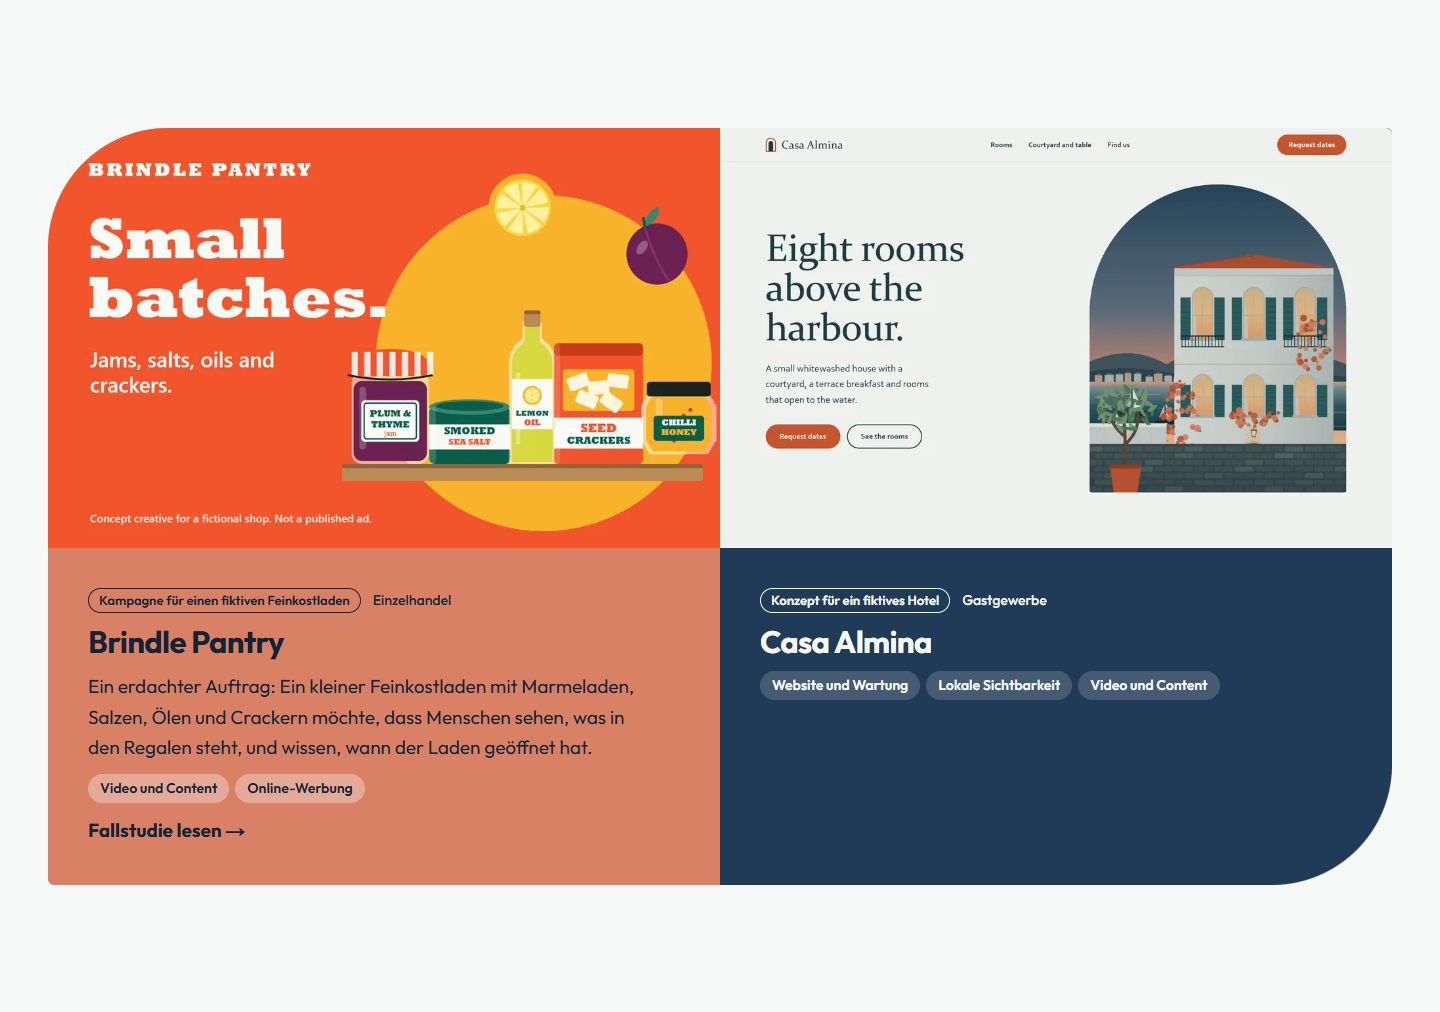 BRINDLE PANTRY
Small
batches.
Jams, salts, oils and
crackers.
PLUM &
THYME
jam
SMOKED
SEA SALT
LEMON
OIL
SEED
CRACKERS
CHILLI
HONEY
Concept creative for a fictional shop. Not a published ad.
Casa Almina
Rooms
Courtyard and table
Find us
Request dates
Eight rooms
above the
harbour.
A small whitewashed house with a
courtyard, a terrace breakfast and rooms
that open to the water.
Request dates
See the rooms
Kampagne für einen fiktiven Feinkostladen
Einzelhandel
Brindle Pantry
Ein erdachter Auftrag: Ein kleiner Feinkostladen mit Marmeladen,
Salzen, Ölen und Crackern möchte, dass Menschen sehen, was in
den Regalen steht, und wissen, wann der Laden geöffnet hat.
Video und Content
Online-Werbung
Fallstudie lesen →
Konzept für ein fiktives Hotel
Gastgewerbe
Casa Almina
Website und Wartung
Lokale Sichtbarkeit
Video und Content